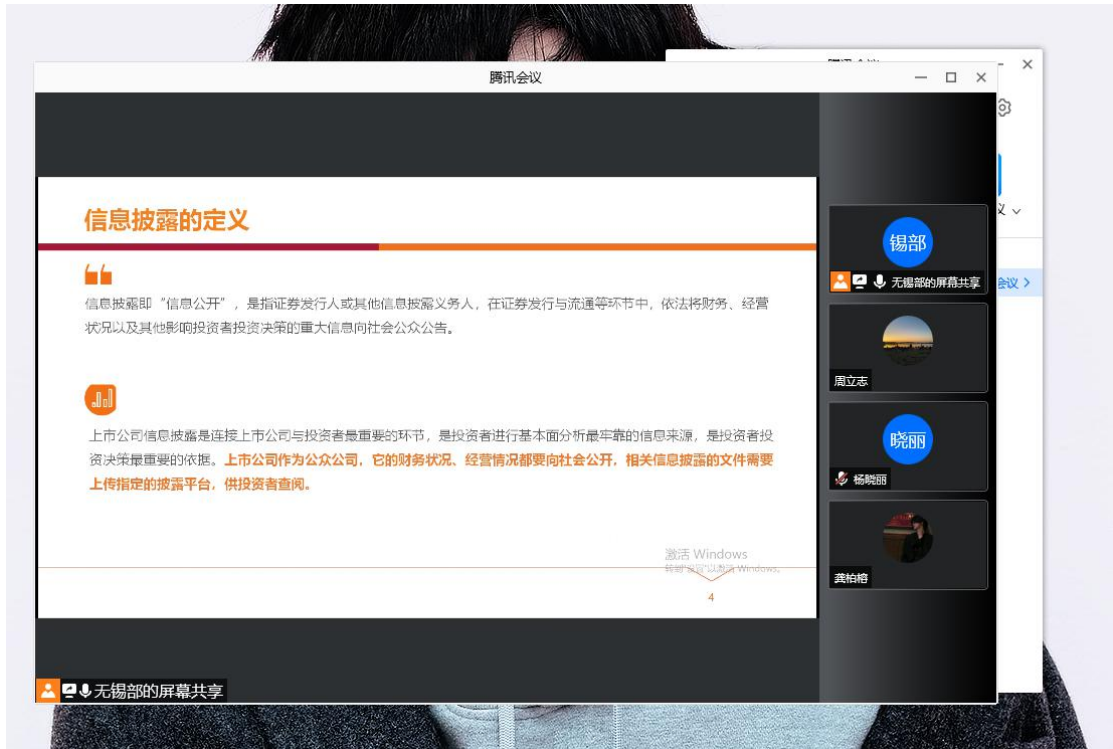 腾讯会议
信息披露的定义
信息披露即“信息公开”，是指证券发行人或其他信息披露义务人，在证券发行与流通等环节中，依法将财务、经营
状况以及其他影响投资者投资决策的重大信息向社会公众公告。
上市公司信息披露是连接上市公司与投资者最重要的环节，是投资者进行基本面分析最牢靠的信息来源，是投资者投
资决策最重要的依据。上市公司作为公众公司，它的财务状况、经营情况都要向社会公开，相关信息披露的文件需要
上传指定的披露平台，供投资者查阅。
激活 Windows
4
无锡部的屏幕共享
锡部
无锡部的屏幕共享
周立志
晓丽
杨晓丽
龚柏榕
议
会议